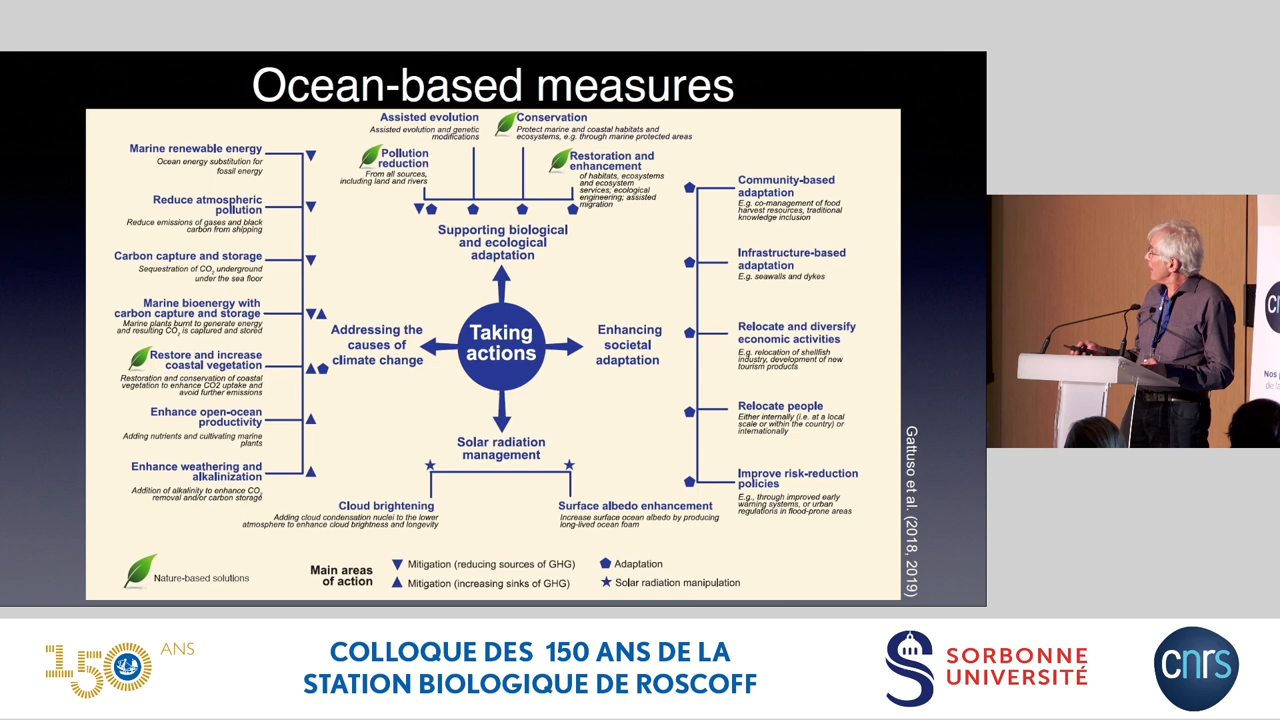 Ocean-based measures
Assisted evolution
Assisted evolution and genetic
modifications
Conservation
Protect marine and coastal habitats and
ecosystems, e.g. through marine protected areas
Pollution
reduction
From all sources,
including land and rivers
Restoration and
enhancement
of habitats, ecosystems
and ecosystem
services; ecological
engineering; assisted
migration
Supporting biological
and ecological
adaptation
Marine renewable energy
Ocean energy substitution for
fossil energy
Reduce atmospheric
pollution
Reduce emissions of gases and black
carbon from shipping
Carbon capture and storage
Sequestration of CO2 underground
under the sea floor
Marine bioenergy with
carbon capture and storage
Marine plants burnt to generate energy
and resulting CO2 is captured and stored
Restore and increase
coastal vegetation
Restoration and conservation of coastal
vegetation to enhance CO2 uptake and
avoid further emissions
Enhance open-ocean
productivity
Adding nutrients and cultivating marine
plants
Enhance weathering and
alkalinization
Addition of alkalinity to enhance CO2
removal and/or carbon storage
Addressing the
causes of
climate change
Taking
actions
Enhancing
societal
adaptation
Community-based
adaptation
E.g. co-management of food
harvest resources, traditional
knowledge inclusion
Infrastructure-based
adaptation
E.g. seawalls and dykes
Relocate and diversify
economic activities
E.g. relocation of shellfish
industry, development of new
tourism products
Relocate people
Either internally (i.e. at a local
scale or within the country) or
internationally
Improve risk-reduction
policies
E.g., through improved early
warning systems, or urban
regulations in flood-prone areas
Solar radiation
management
Cloud brightening
Adding cloud condensation nuclei to the lower
atmosphere to enhance cloud brightness and longevity
Surface albedo enhancement
Increase surface ocean albedo by producing
long-lived ocean foam
Nature-based solutions
Main areas
of action
Mitigation (reducing sources of GHG)
Mitigation (increasing sinks of GHG)
Adaptation
Solar radiation manipulation
Gattuso et al. (2018, 2019)
150 ANS
COLLOQUE DES 150 ANS DE LA
STATION BIOLOGIQUE DE ROSCOFF
SORBONNE
UNIVERSITÉ
cnrs